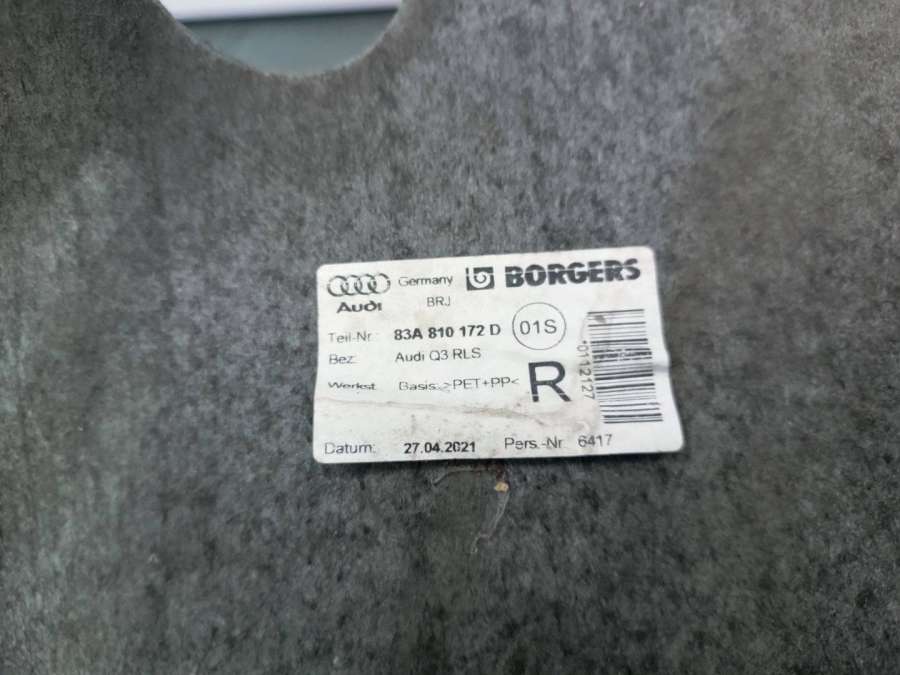 Germany BORGERS
Audi BRJ
Teil-Nr.: 83A 810 172 D 01S
Bez: Audi Q3 RLS
Werkst. Basis: >PET+PP< R
*0112127
Datum: 27.04.2021 Pers.-Nr. 6417